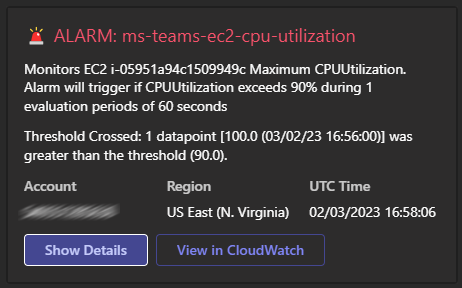 ALARM: ms-teams-ec2-cpu-utilization
Monitors EC2 i-05951a94c1509949c Maximum CPUUtilization.
Alarm will trigger if CPUUtilization exceeds 90% during 1
evaluation periods of 60 seconds
Threshold Crossed: 1 datapoint [100.0 (03/02/23 16:56:00)] was
greater than the threshold (90.0).
Account Region UTC Time
US East (N. Virginia) 02/03/2023 16:58:06
Show Details View in CloudWatch